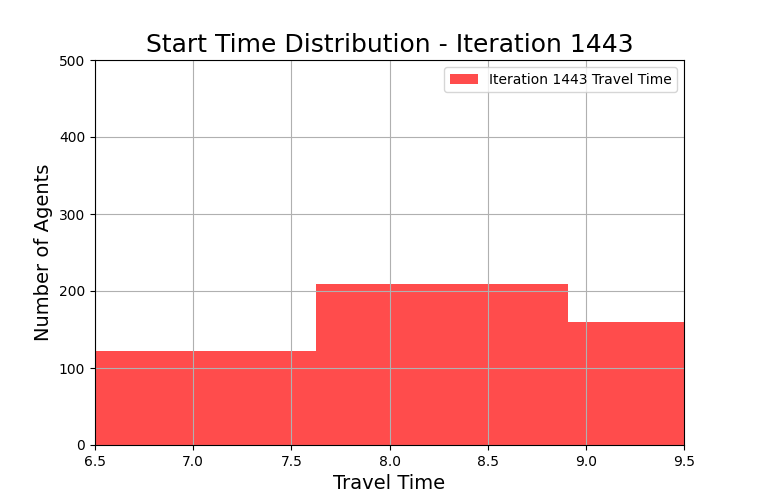 Start Time Distribution - Iteration 1443
Iteration 1443 Travel Time
Number of Agents
500
400
300
200
100
0
6.5 7.0 7.5 8.0 8.5 9.0 9.5
Travel Time